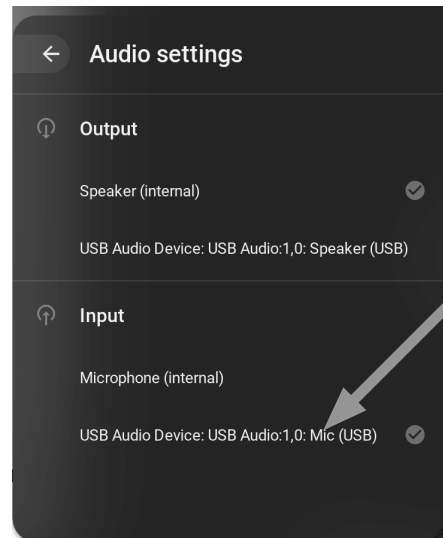 Audio settings
Output
Speaker (internal)
USB Audio Device: USB Audio:1,0: Speaker (USB)
Input
Microphone (internal)
USB Audio Device: USB Audio:1,0: Mic (USB)